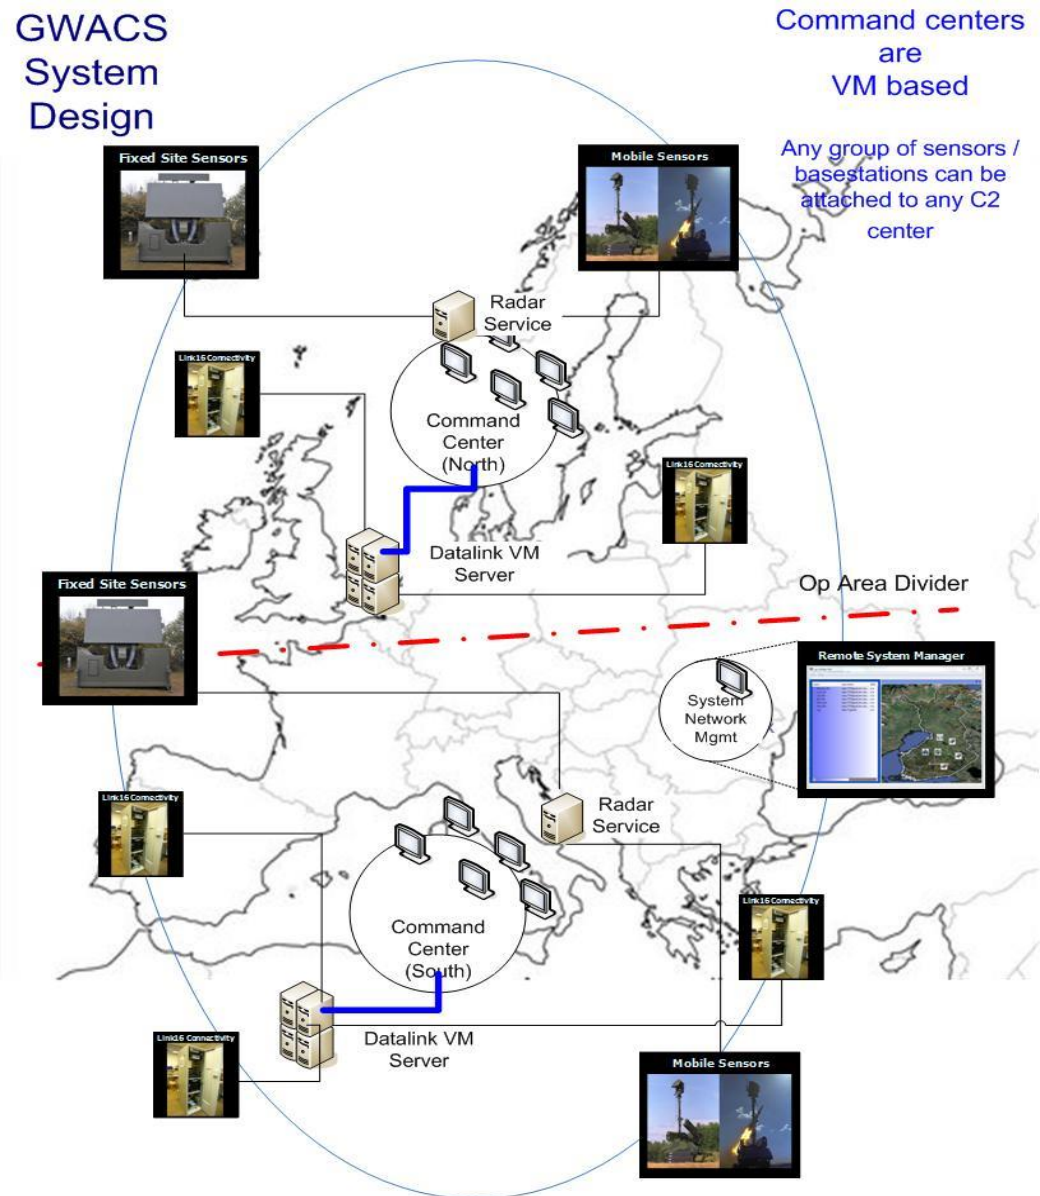 GWACS
System
Design
Command centers
are
VM based
Any group of sensors /
basestations can be
attached to any C2
center
Fixed Site Sensors
Mobile Sensors
Radar
Service
Link16 Connectivity
Command
Center
(North)
Link16 Connectivity
Datalink VM
Server
Fixed Site Sensors
Op Area Divider
Remote System Manager
System
Network
Mgmt
Link16 Connectivity
Radar
Service
Link16 Connectivity
Command
Center
(South)
Datalink VM
Server
Link16 Connectivity
Mobile Sensors